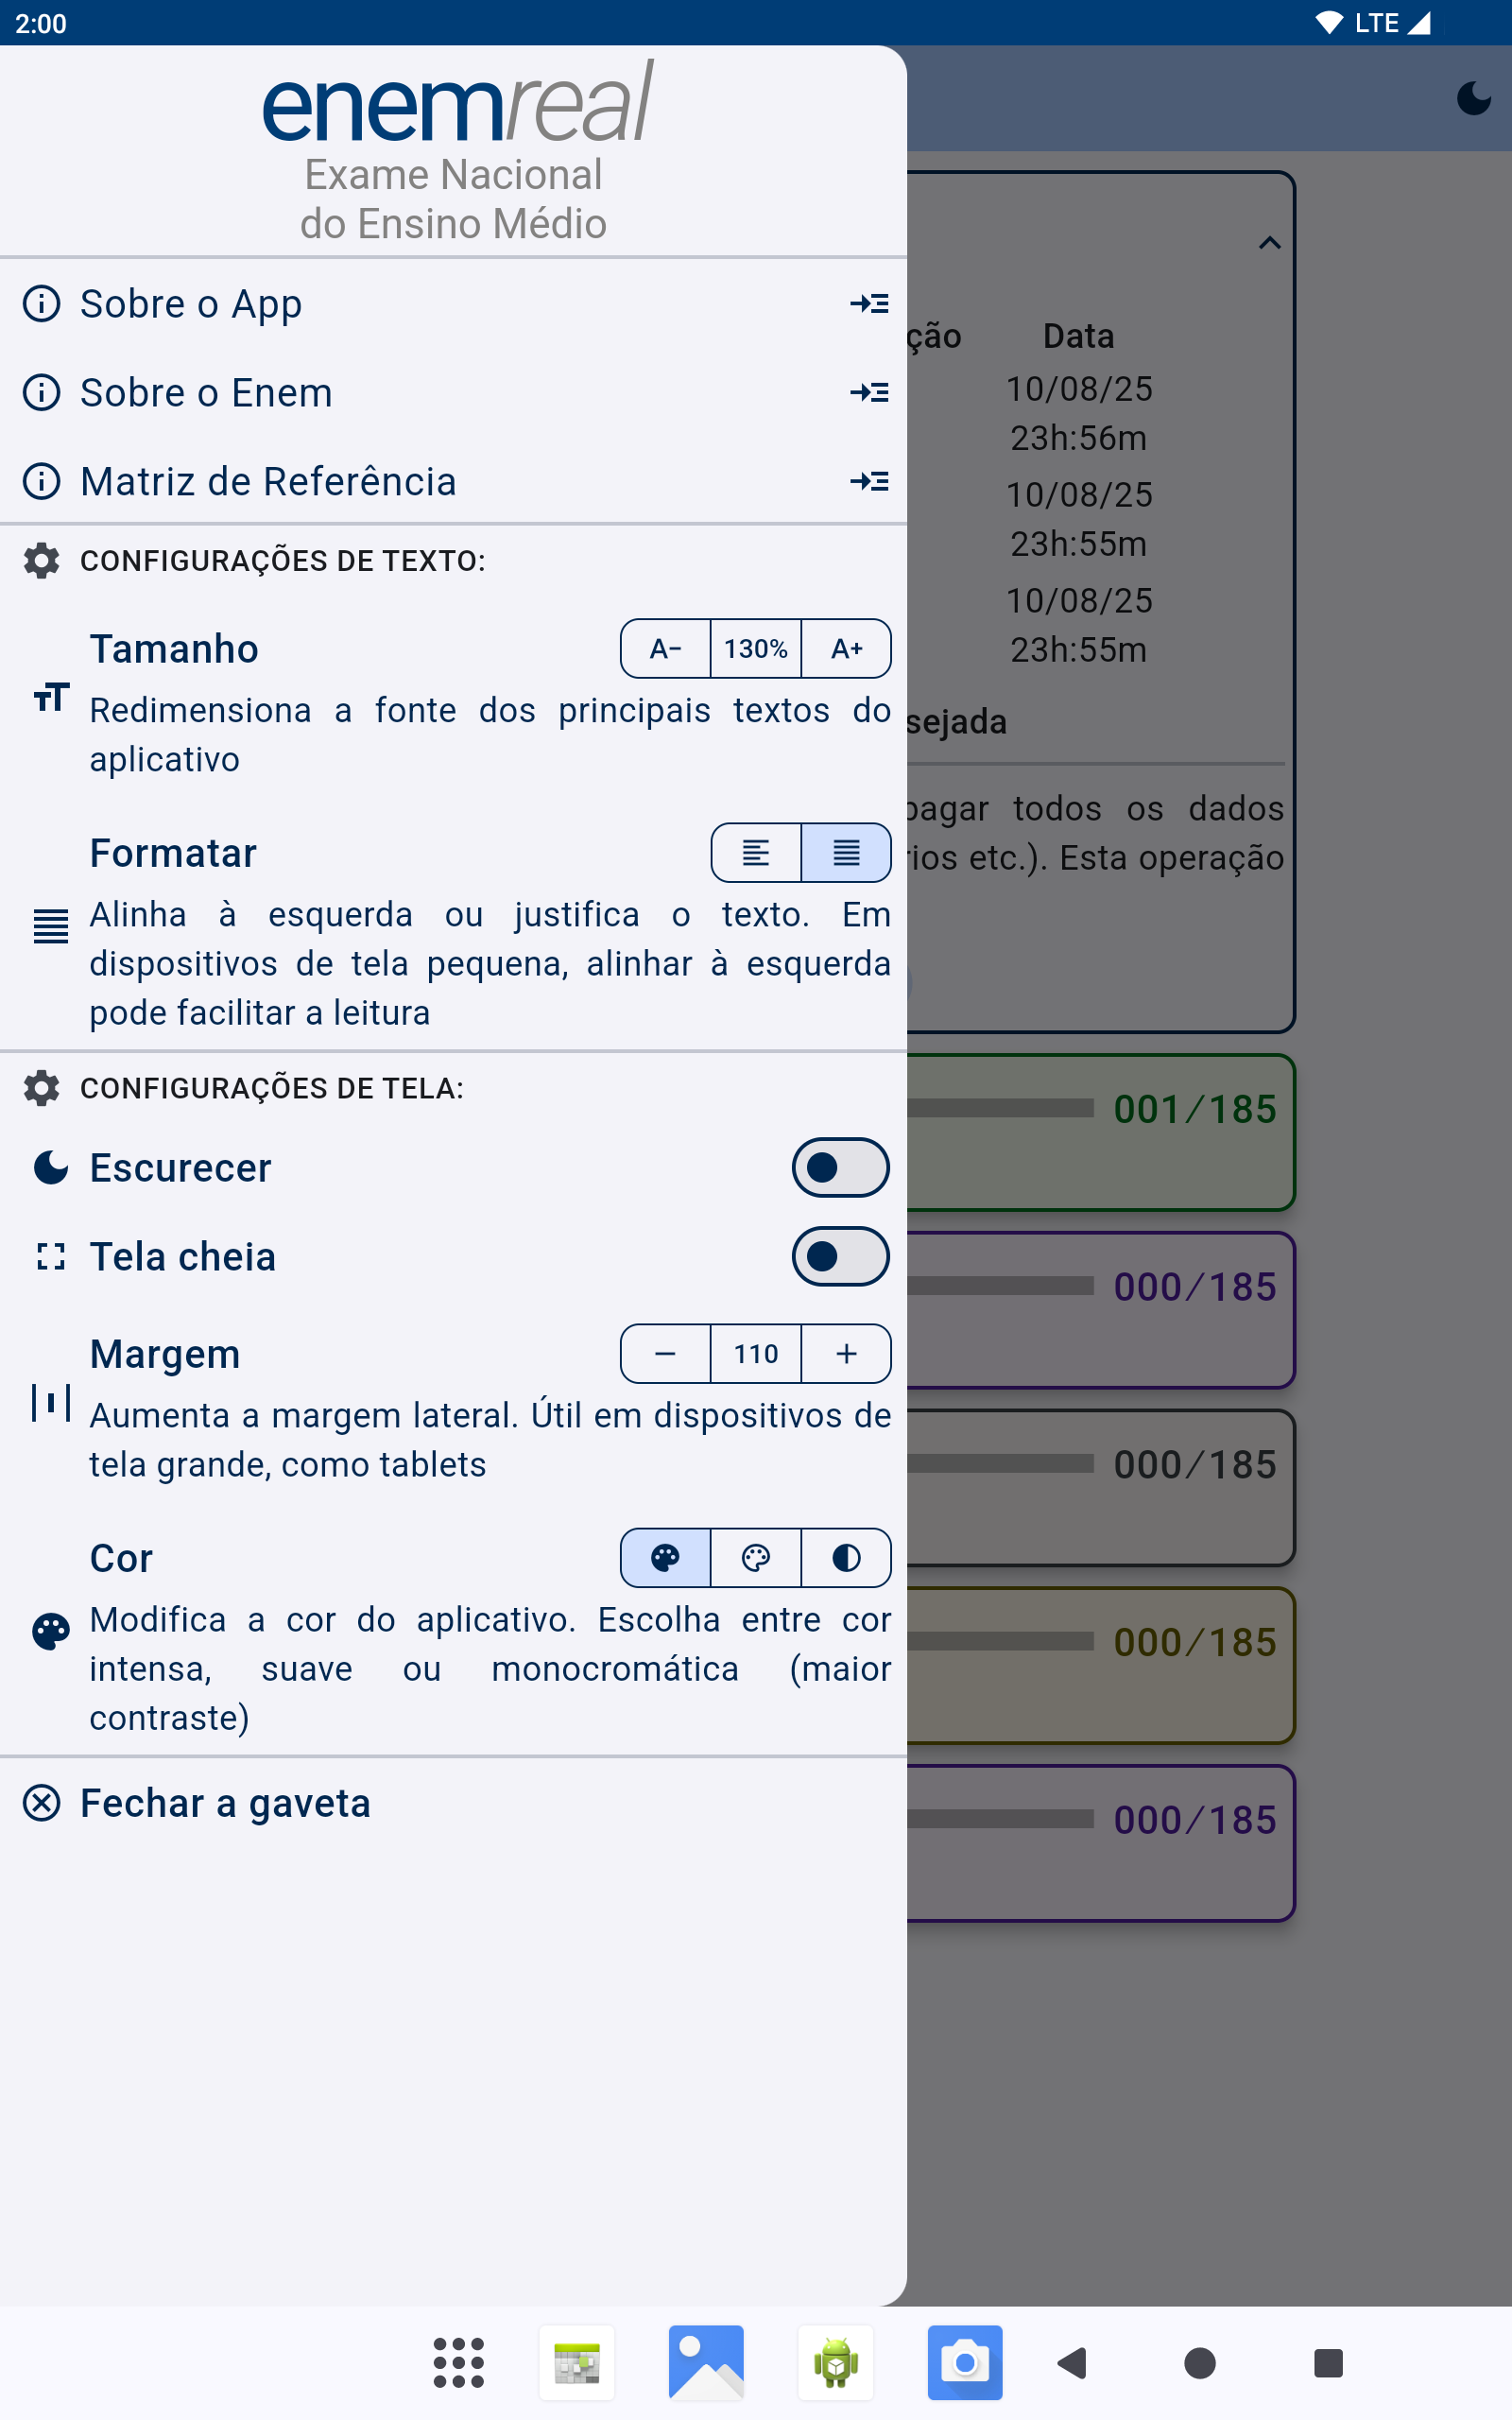 2:00
LTE
enemreal
Exame Nacional
do Ensino Médio
Sobre o App
Sobre o Enem
Matriz de Referência
CONFIGURAÇÕES DE TEXTO:
Tamanho
A− 130% A+
Redimensiona a fonte dos principais textos do
aplicativo
Formatar
Alinha à esquerda ou justifica o texto. Em
dispositivos de tela pequena, alinhar à esquerda
pode facilitar a leitura
CONFIGURAÇÕES DE TELA:
Escurecer
Tela cheia
Margem
− 110 +
Aumenta a margem lateral. Útil em dispositivos de
tela grande, como tablets
Cor
Modifica a cor do aplicativo. Escolha entre cor
intensa, suave ou monocromática (maior
contraste)
Fechar a gaveta
ção Data
10/08/25
23h:56m
10/08/25
23h:55m
10/08/25
23h:55m
sejada
pagar todos os dados
rios etc.). Esta operação
001/185
000/185
000/185
000/185
000/185